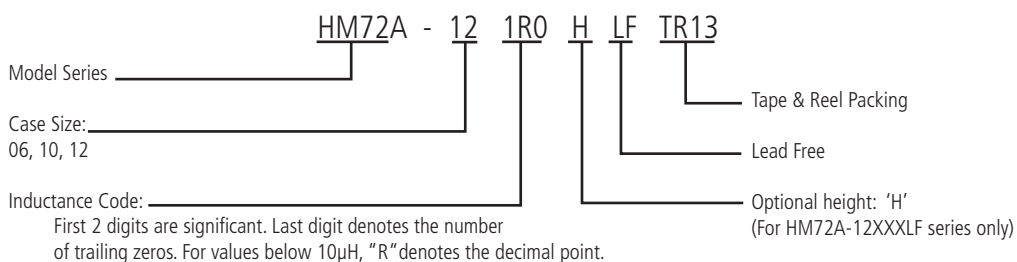 HM72A - 12 1R0 H LF TR13
Model Series
Tape & Reel Packing
Case Size:
06, 10, 12
Lead Free
Inductance Code:
First 2 digits are significant. Last digit denotes the number
of trailing zeros. For values below 10µH, "R"denotes the decimal point.
Optional height: 'H'
(For HM72A-12XXXLF series only)